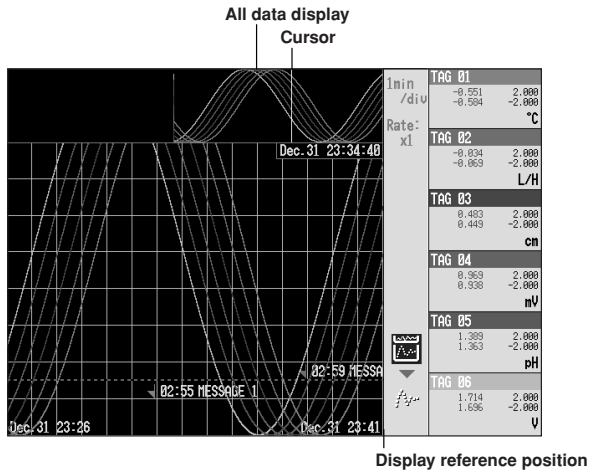 All data display
Cursor
1min
/div
Rate:
x1
Dec.31 23:34:40
02:59 MESSA
02:55 MESSAGE 1
Dec.31 23:26
Dec.31 23:41
TAG 01
-0.551 2.000
-0.584 -2.000
°C
TAG 02
-0.034 2.000
-0.069 -2.000
L/H
TAG 03
0.483 2.000
0.449 -2.000
cm
TAG 04
0.969 2.000
0.938 -2.000
mV
TAG 05
1.389 2.000
1.363 -2.000
pH
TAG 06
1.714 2.000
1.696 -2.000
V
Display reference position